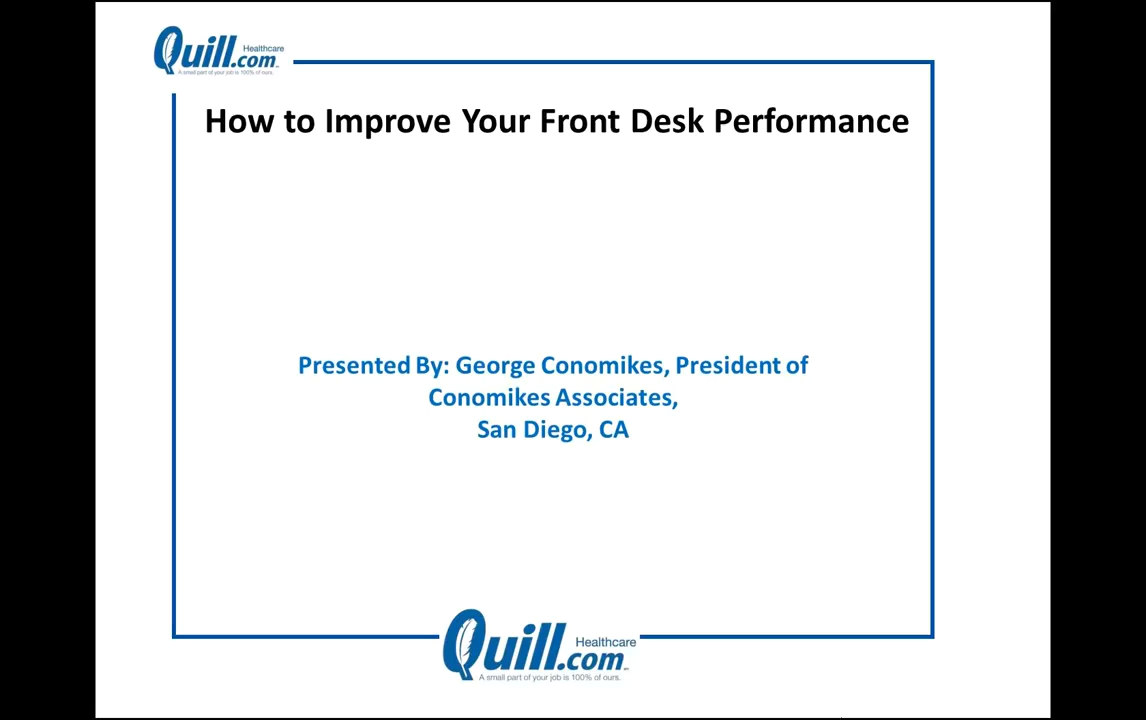 Quill.com Healthcare
A small part of your job is 100% of ours.
How to Improve Your Front Desk Performance
Presented By: George Conomikes, President of
Conomikes Associates,
San Diego, CA
Quill.com Healthcare
A small part of your job is 100% of ours.